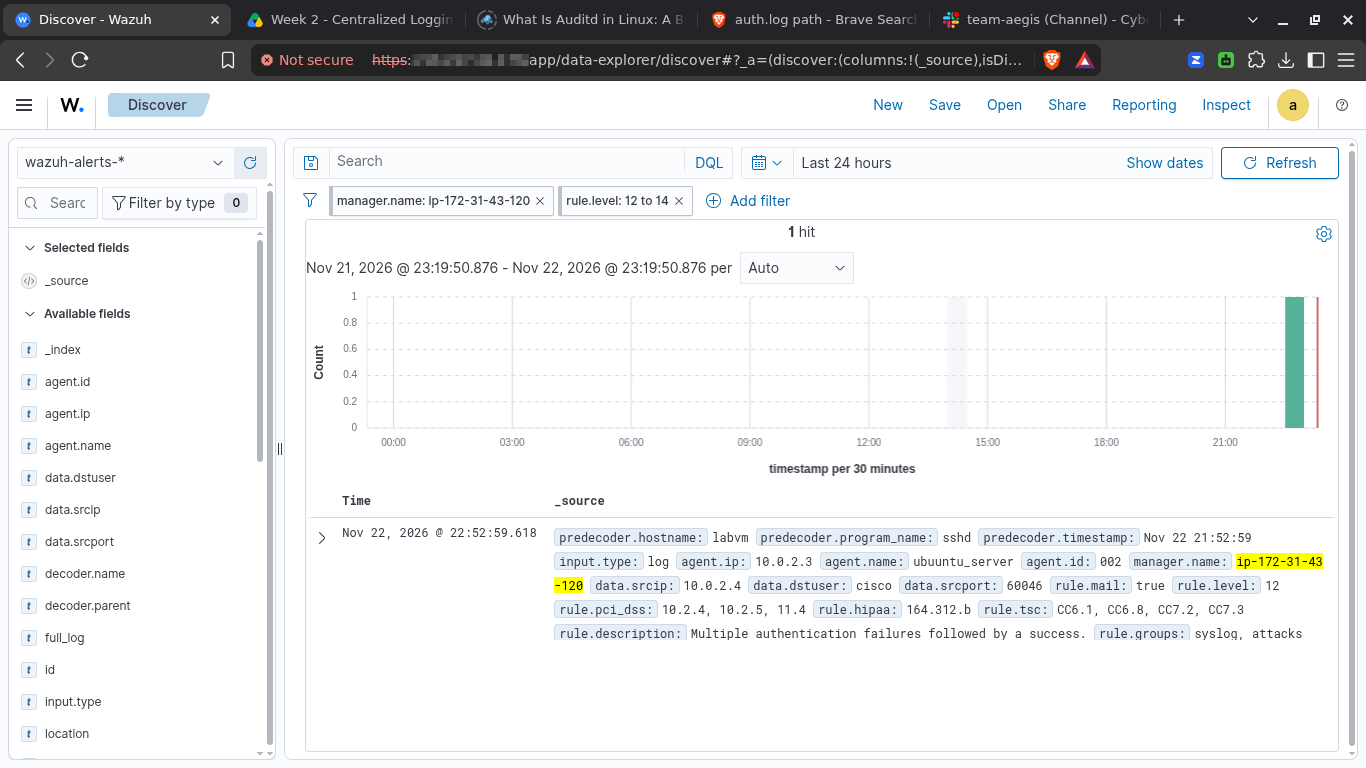 Discover - Wazuh
Week 2 - Centralized Loggin
What Is Auditd in Linux: A B
auth.log path - Brave Searc
team-aegis (Channel) - Cyb
Not secure https: app/data-explorer/discover#?_a=(discover:(columns:!(_source),isDi...
W. Discover New Save Open Share Reporting Inspect a
wazuh-alerts-*
Search DQL Last 24 hours Show dates Refresh
Searc Filter by type 0
manager.name: ip-172-31-43-120 rule.level: 12 to 14 Add filter
Selected fields
_source
Available fields
_index
agent.id
agent.ip
agent.name
data.dstuser
data.srcip
data.srcport
decoder.name
decoder.parent
full_log
id
input.type
location
1 hit
Nov 21, 2026 @ 23:19:50.876 - Nov 22, 2026 @ 23:19:50.876 per Auto
Count
1
0.8
0.6
0.4
0.2
0
00:00 03:00 06:00 09:00 12:00 15:00 18:00 21:00
timestamp per 30 minutes
Time _source
Nov 22, 2026 @ 22:52:59.618
predecoder.hostname: labvm predecoder.program_name: sshd predecoder.timestamp: Nov 22 21:52:59
input.type: log agent.ip: 10.0.2.3 agent.name: ubuuntu_server agent.id: 002 manager.name: ip-172-31-43
-120 data.srcip: 10.0.2.4 data.dstuser: cisco data.srcport: 60046 rule.mail: true rule.level: 12
rule.pci_dss: 10.2.4, 10.2.5, 11.4 rule.hipaa: 164.312.b rule.tsc: CC6.1, CC6.8, CC7.2, CC7.3
rule.description: Multiple authentication failures followed by a success. rule.groups: syslog, attacks